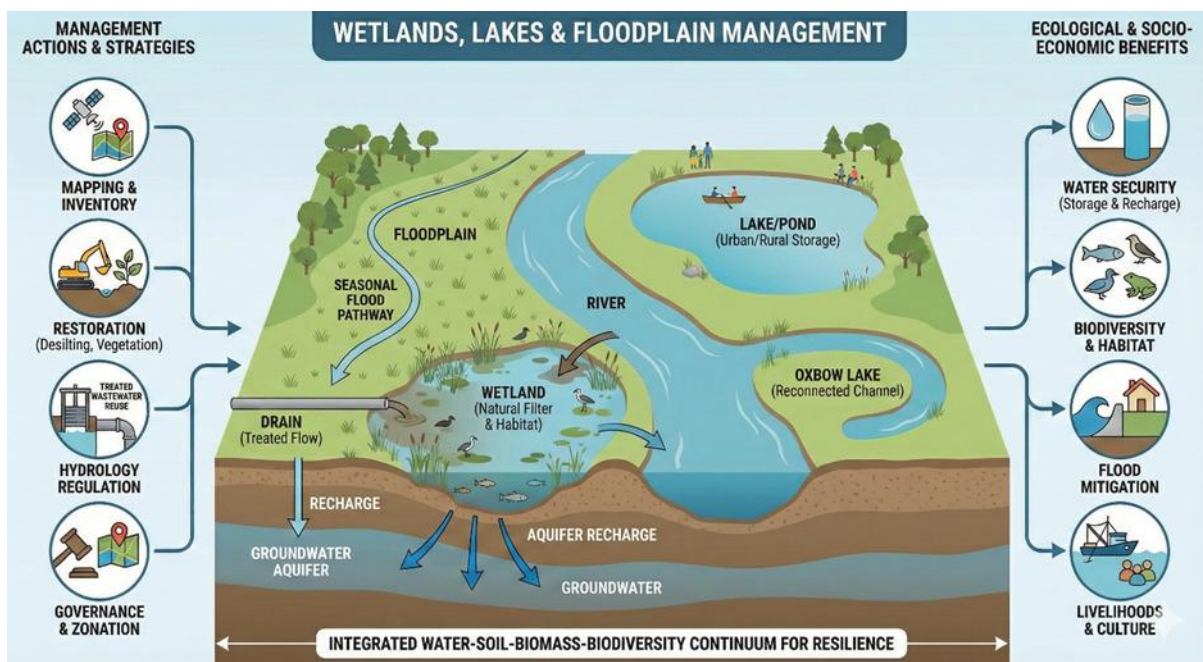 WETLANDS, LAKES & FLOODPLAIN MANAGEMENT
MANAGEMENT
ACTIONS & STRATEGIES
MAPPING &
INVENTORY
RESTORATION
(Desilting, Vegetation)
TREATED
WASTEWATER
REUSE
HYDROLOGY
REGULATION
GOVERNANCE
& ZONATION
FLOODPLAIN
SEASONAL
FLOOD
PATHWAY
RIVER
LAKE/POND
(Urban/Rural Storage)
WETLAND
(Natural Filter
& Habitat)
OXBOW LAKE
(Reconnected Channel)
DRAIN
(Treated Flow)
RECHARGE
AQUIFER RECHARGE
GROUNDWATER
AQUIFER
GROUNDWATER
INTEGRATED WATER-SOIL-BIOMASS-BIODIVERSITY CONTINUUM FOR RESILIENCE
ECOLOGICAL & SOCIO-
ECONOMIC BENEFITS
WATER SECURITY
(Storage & Recharge)
BIODIVERSITY
& HABITAT
FLOOD
MITIGATION
LIVELIHOODS
& CULTURE